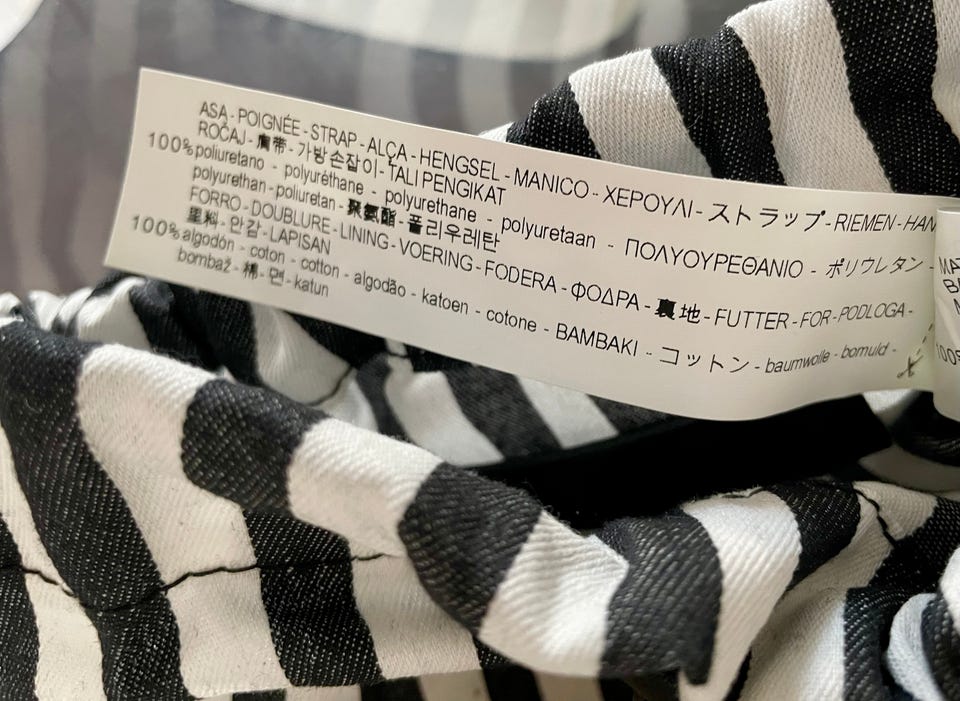 ASA - POIGNÉE - STRAP - ALÇA - HENGSEL - MANICO - ΧΕΡΟΥΛΙ - ストラップ - RIEMEN - HAN
ROČAJ - 肩带 - 가방손잡이 - TALI PENGIKAT
100% poliuretano - polyuréthane - polyurethane - polyuretaan - ΠΟΛΥΟΥΡΕΘΑΝΙΟ - ポリウレタン -
polyurethan - poliuretan - 聚氨酯 - 폴리우레탄
FORRO - DOUBLURE - LINING - VOERING - FODERA - ΦΟΔΡΑ - 裏地 - FUTTER - FOR - PODLOGA -
里料 - 안감 - LAPISAN
100% algodón - coton - cotton - algodão - katoen - cotone - ΒΑΜΒΑΚΙ - コットン - baumwolle - bomuld -
bombaž - 棉 - 면 - katun
MA
100%